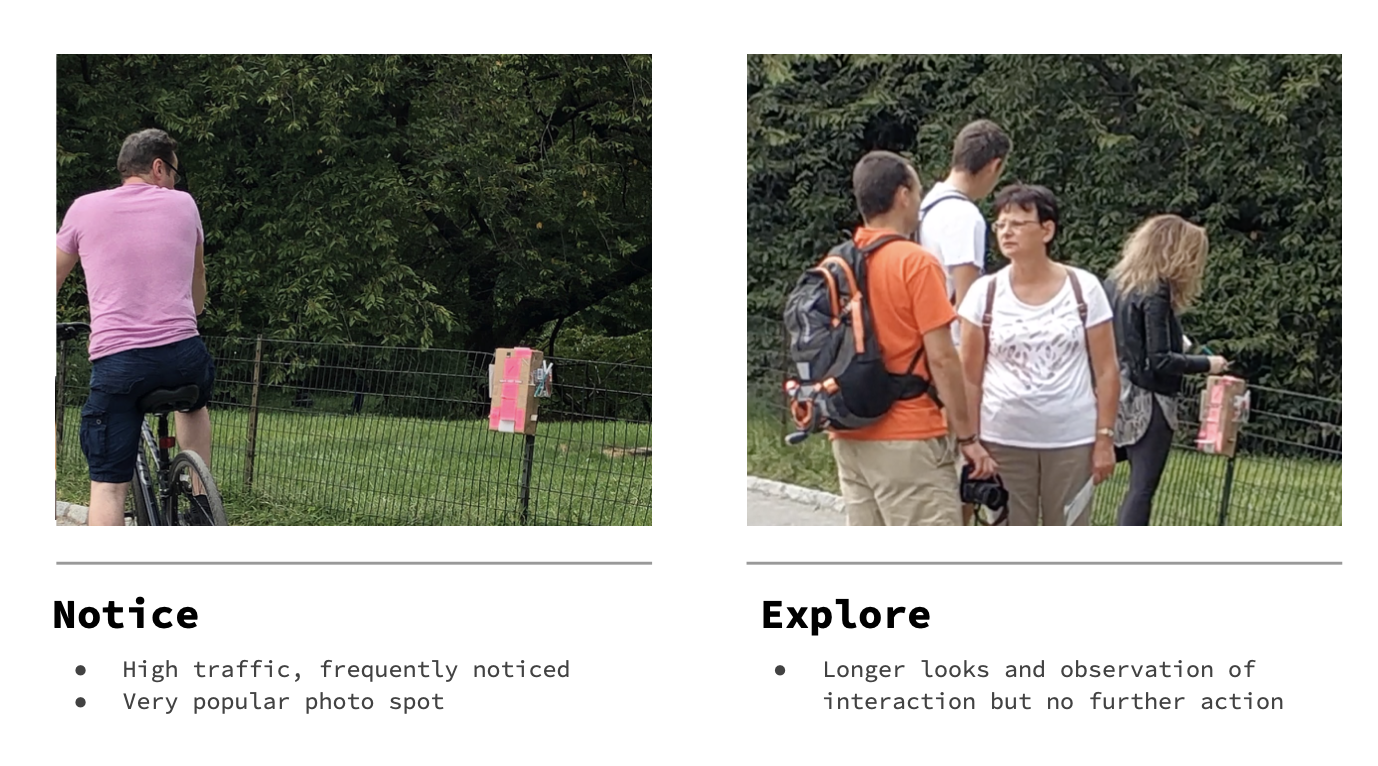 Notice
● High traffic, frequently noticed
● Very popular photo spot
Explore
● Longer looks and observation of
interaction but no further action